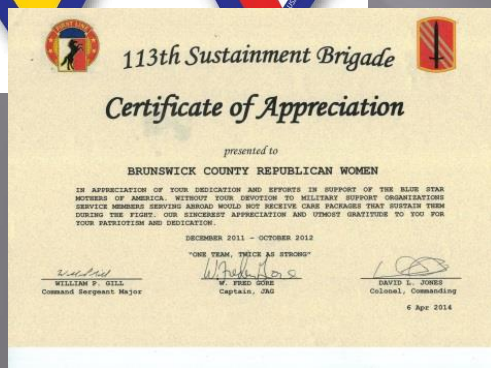 113th Sustainment Brigade
Certificate of Appreciation
presented to
BRUNSWICK COUNTY REPUBLICAN WOMEN
IN APPRECIATION OF YOUR DEDICATION AND EFFORTS IN SUPPORT OF THE BLUE STAR
MOTHERS OF AMERICA. WITHOUT YOUR DEVOTION TO MILITARY SUPPORT ORGANIZATIONS
SERVICE MEMBERS SERVING ABROAD WOULD NOT RECEIVE CARE PACKAGES THAT SUSTAIN THEM
DURING THE FIGHT. OUR SINCEREST APPRECIATION AND UTMOST GRATITUDE TO YOU FOR
YOUR PATRIOTISM AND DEDICATION.
DECEMBER 2011 - OCTOBER 2012
"ONE TEAM, TWICE AS STRONG"
WILLIAM P. GILL
Command Sergeant Major
W. Fred Gore
W. FRED GORE
Captain, JAG
DAVID L. JONES
Colonel, Commanding
6 Apr 2014